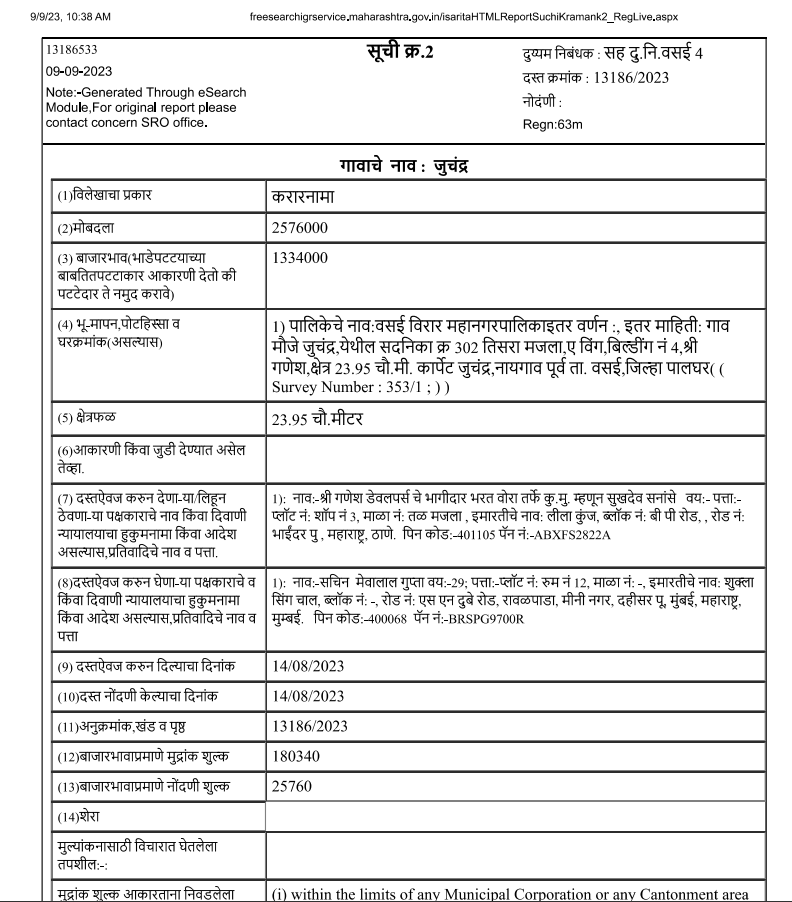 9/9/23, 10:38 AM freesearchigrservice.maharashtra.gov.in/isaritaHTMLReportSuchiKramank2_RegLive.aspx
13186533
09-09-2023
Note:-Generated Through eSearch
Module,For original report please
contact concern SRO office.
सूची क्र.2
दुय्यम निबंधक : सह दु.नि.वसई 4
दस्त क्रमांक : 13186/2023
नोदंणी :
Regn:63m
गावाचे नाव : जुचंद्र
(1)विलेखाचा प्रकार
करारनामा
(2)मोबदला
2576000
(3) बाजारभाव(भाडेपटटयाच्या
बाबतितपटटाकार आकारणी देतो की
पटटेदार ते नमुद करावे)
1334000
(4) भू-मापन,पोटहिस्सा व
घरक्रमांक(असल्यास)
1) पालिकेचे नाव:वसई विरार महानगरपालिकाइतर वर्णन :, इतर माहिती: गाव
मौजे जुचंद्र,येथील सदनिका क्र 302 तिसरा मजला,ए विंग,बिल्डींग नं 4,श्री
गणेश,क्षेत्र 23.95 चौ.मी. कार्पेट जुचंद्र,नायगाव पूर्व ता. वसई,जिल्हा पालघर( (
Survey Number : 353/1 ; ) )
(5) क्षेत्रफळ
23.95 चौ.मीटर
(6)आकारणी किंवा जुडी देण्यात असेल
तेव्हा.
(7) दस्तऐवज करुन देणा-या/लिहून
ठेवणा-या पक्षकाराचे नाव किंवा दिवाणी
न्यायालयाचा हुकुमनामा किंवा आदेश
असल्यास,प्रतिवादिचे नाव व पत्ता.
1): नाव:-श्री गणेश डेवलपर्स चे भागीदार भरत वोरा तर्फे कु.मु. म्हणून सुखदेव सनांसे वय:- पत्ता:-
प्लॉट नं: शॉप नं 3, माळा नं: तळ मजला , इमारतीचे नाव: लीला कुंज, ब्लॉक नं: बी पी रोड, , रोड नं:
भाईंदर पु , महाराष्ट्र, ठाणे. पिन कोड:-401105 पॅन नं:-ABXFS2822A
(8)दस्तऐवज करुन घेणा-या पक्षकाराचे व
किंवा दिवाणी न्यायालयाचा हुकुमनामा
किंवा आदेश असल्यास,प्रतिवादिचे नाव व
पत्ता
1): नाव:-सचिन मेवालाल गुप्ता वय:-29; पत्ता:-प्लॉट नं: रुम नं 12, माळा नं: -, इमारतीचे नाव: शुक्ला
सिंग चाल, ब्लॉक नं: -, रोड नं: एस एन दुबे रोड, रावळपाडा, मीनी नगर, दहीसर पू, मुंबई, महाराष्ट्र,
मुम्बई. पिन कोड:-400068 पॅन नं:-BRSPG9700R
(9) दस्तऐवज करुन दिल्याचा दिनांक
14/08/2023
(10)दस्त नोंदणी केल्याचा दिनांक
14/08/2023
(11)अनुक्रमांक,खंड व पृष्ठ
13186/2023
(12)बाजारभावाप्रमाणे मुद्रांक शुल्क
180340
(13)बाजारभावाप्रमाणे नोंदणी शुल्क
25760
(14)शेरा
मुल्यांकनासाठी विचारात घेतलेला
तपशील:-:
मुद्रांक शुल्क आकारताना निवडलेला
(i) within the limits of any Municipal Corporation or any Cantonment area